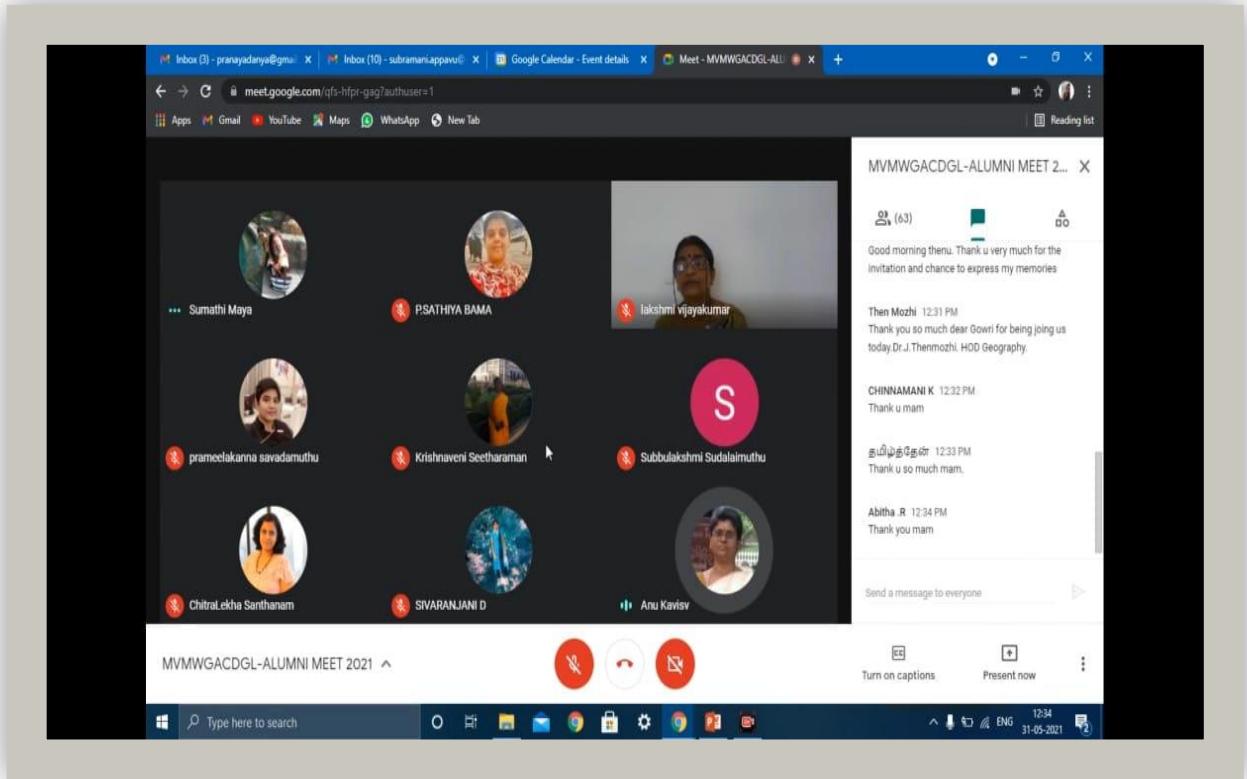 Inbox (3) - pranayadanya@gmai
Inbox (10) - subramani.appavu@
Google Calendar - Event details
Meet - MVMWGACDGL-ALU
meet.google.com/qfs-hfpr-gag?authuser=1
Apps Gmail YouTube Maps WhatsApp New Tab
Reading list
Sumathi Maya
P.SATHIYA BAMA
lakshmi vijayakumar
prameelakanna savadamuthu
Krishnaveni Seetharaman
S
Subbulakshmi Sudalaimuthu
ChitraLekha Santhanam
SIVARANJANI D
Anu Kavisv
MVMWGACDGL-ALUMNI MEET 2...
(63)
Good morning thenu. Thank u very much for the
invitation and chance to express my memories
Then Mozhi 12:31 PM
Thank you so much dear Gowri for being joing us
today.Dr.J.Thenmozhi. HOD Geography.
CHINNAMANI K 12:32 PM
Thank u mam
தமிழ்த்தேன் 12:33 PM
Thank u so much mam.
Abitha .R 12:34 PM
Thank you mam
Send a message to everyone
MVMWGACDGL-ALUMNI MEET 2021
Turn on captions
Present now
Type here to search
ENG
12:34
31-05-2021